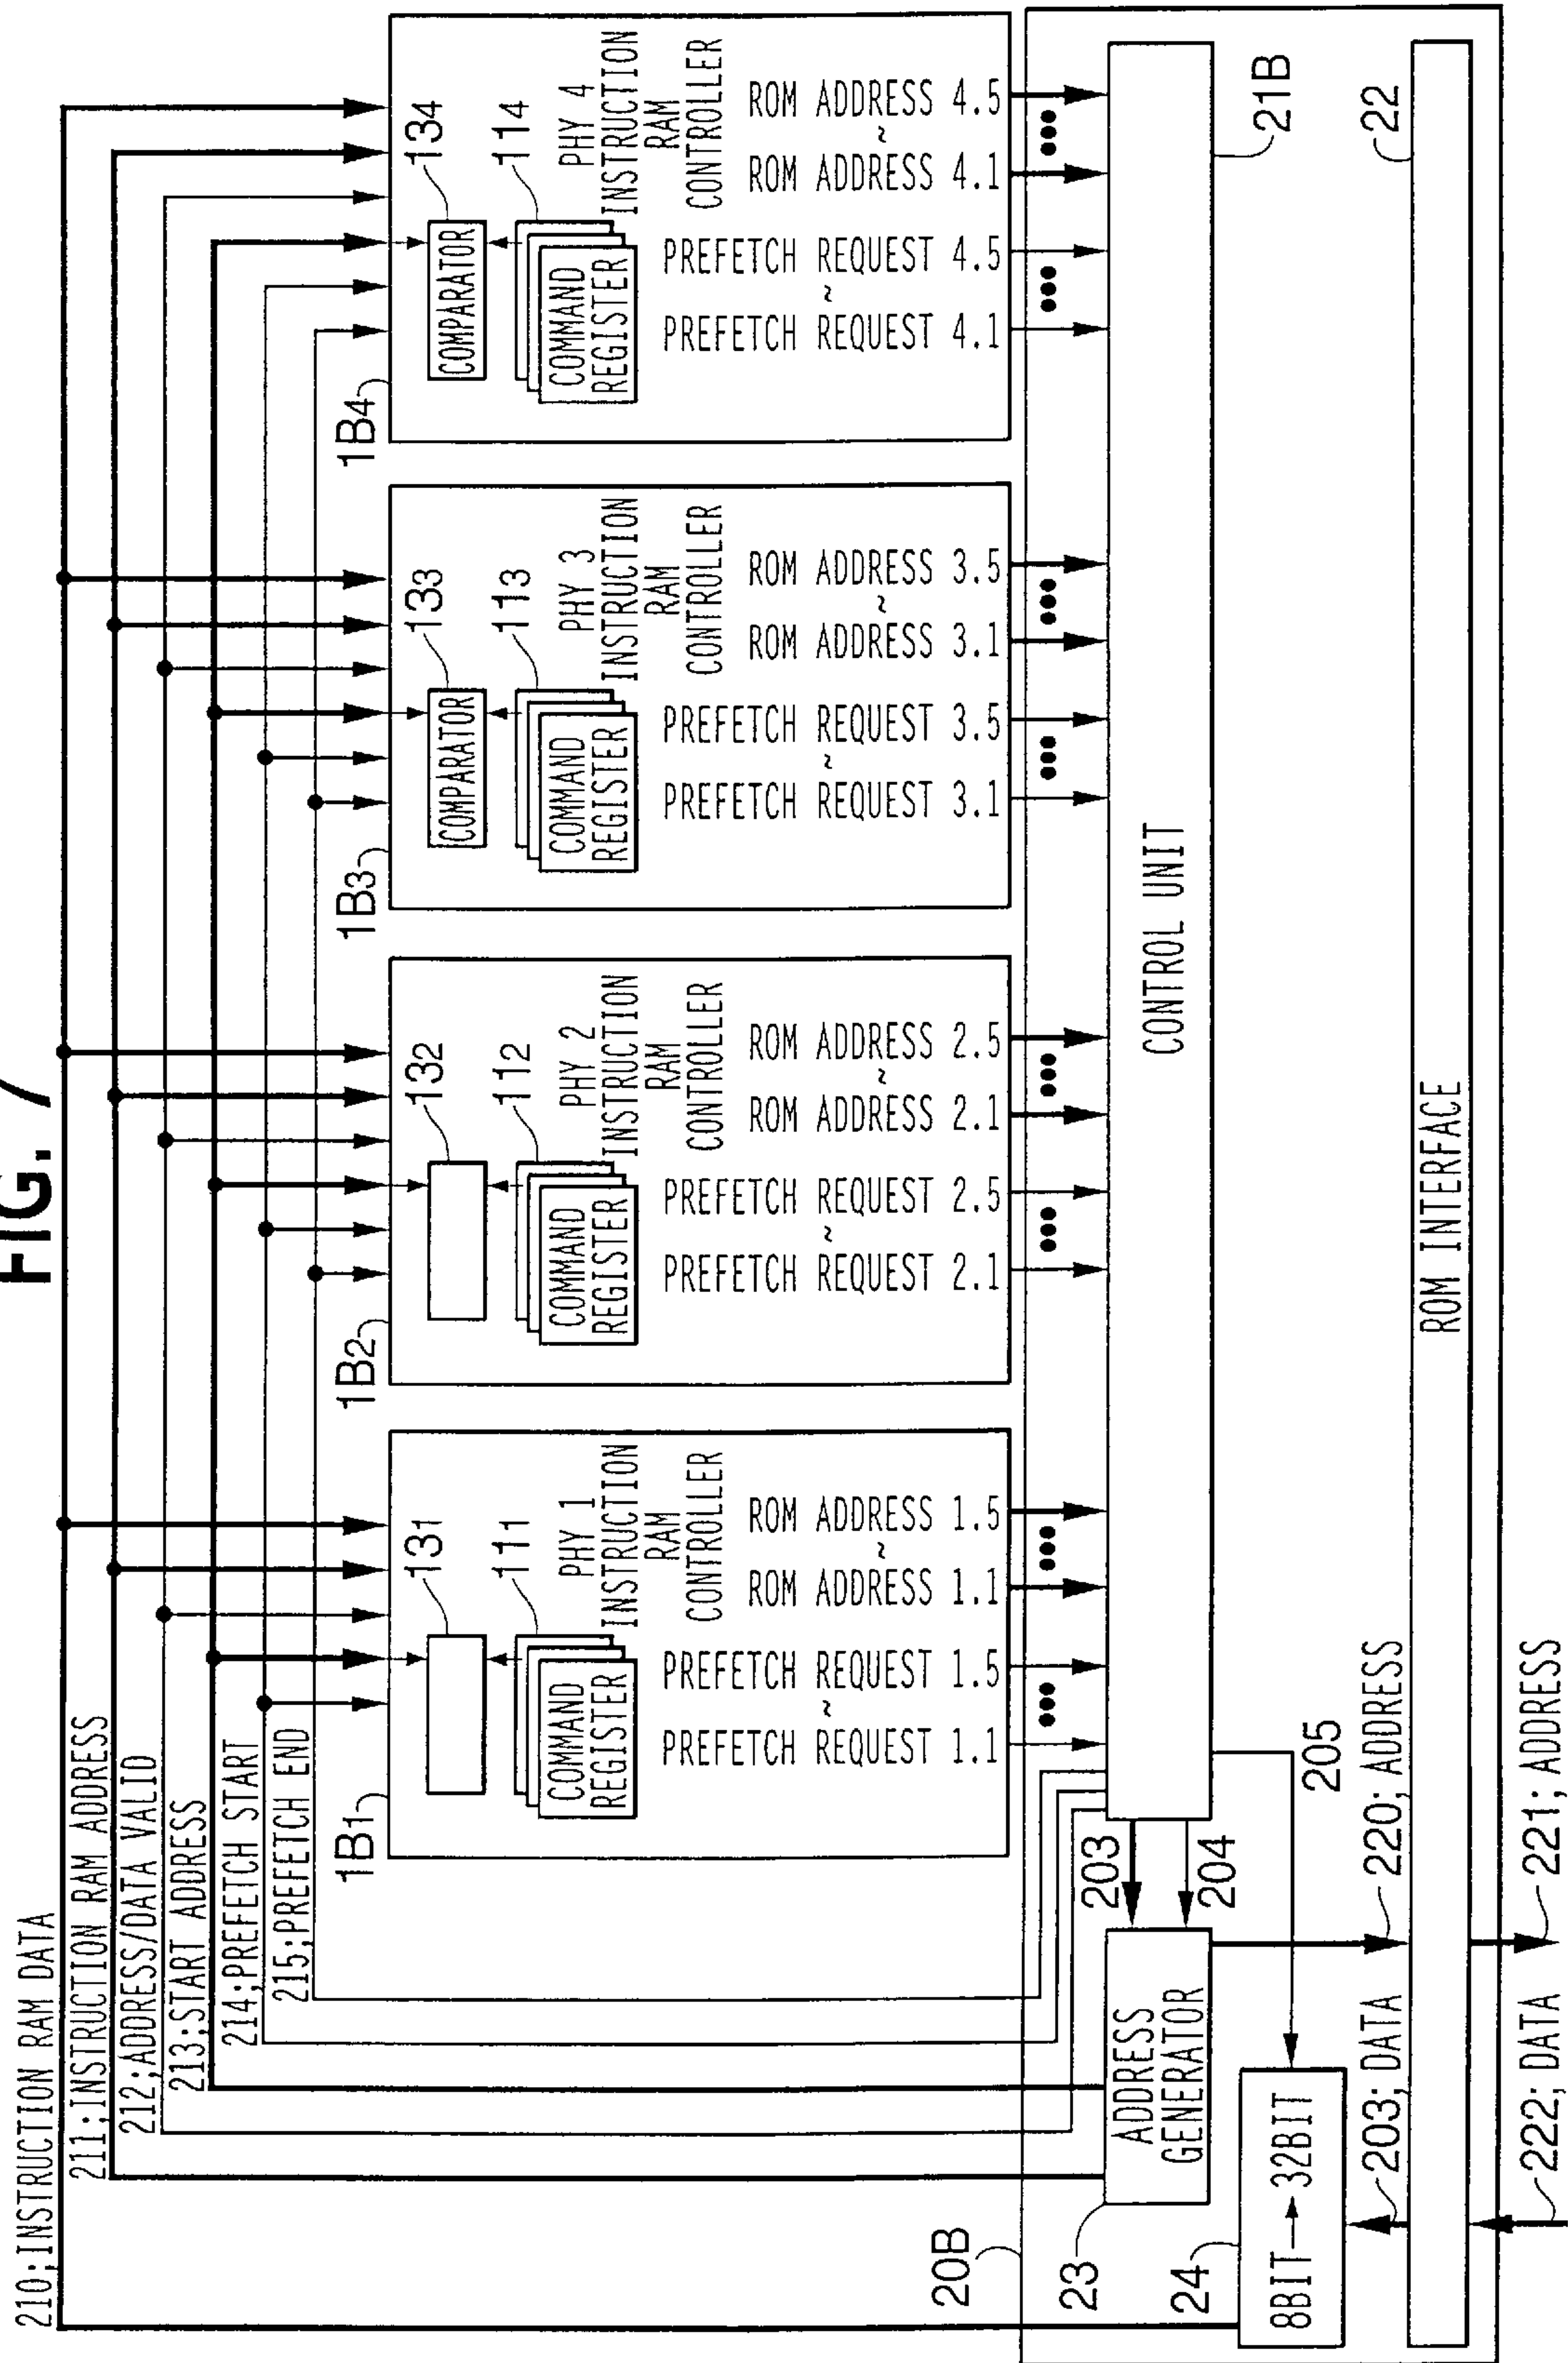 FIG. 7
210;INSTRUCTION RAM DATA
211;INSTRUCTION RAM ADDRESS
212;ADDRESS/DATA VALID
213;START ADDRESS
214;PREFETCH START
215;PREFETCH END
1B1
131
111
COMMAND
REGISTER
PHY 1
INSTRUCTION
RAM
CONTROLLER
PREFETCH REQUEST 1.1
~
PREFETCH REQUEST 1.5
ROM ADDRESS 1.1
~
ROM ADDRESS 1.5
1B2
132
112
COMMAND
REGISTER
PHY 2
INSTRUCTION
RAM
CONTROLLER
PREFETCH REQUEST 2.1
~
PREFETCH REQUEST 2.5
ROM ADDRESS 2.1
~
ROM ADDRESS 2.5
1B3
COMPARATOR
133
113
COMMAND
REGISTER
PHY 3
INSTRUCTION
RAM
CONTROLLER
PREFETCH REQUEST 3.1
~
PREFETCH REQUEST 3.5
ROM ADDRESS 3.1
~
ROM ADDRESS 3.5
1B4
COMPARATOR
134
114
COMMAND
REGISTER
PHY 4
INSTRUCTION
RAM
CONTROLLER
PREFETCH REQUEST 4.1
~
PREFETCH REQUEST 4.5
ROM ADDRESS 4.1
~
ROM ADDRESS 4.5
20B
23
ADDRESS
GENERATOR
203
204
CONTROL UNIT
21B
205
24
8BIT→32BIT
203; DATA
220; ADDRESS
ROM INTERFACE
22
222; DATA
221; ADDRESS